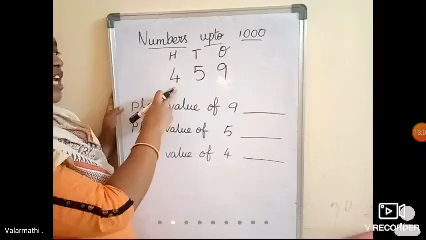 Numbers upto 1000
H T O
4 5 9
value of 9
value of 5
value of 4
Valarmathi .
V RECORDER